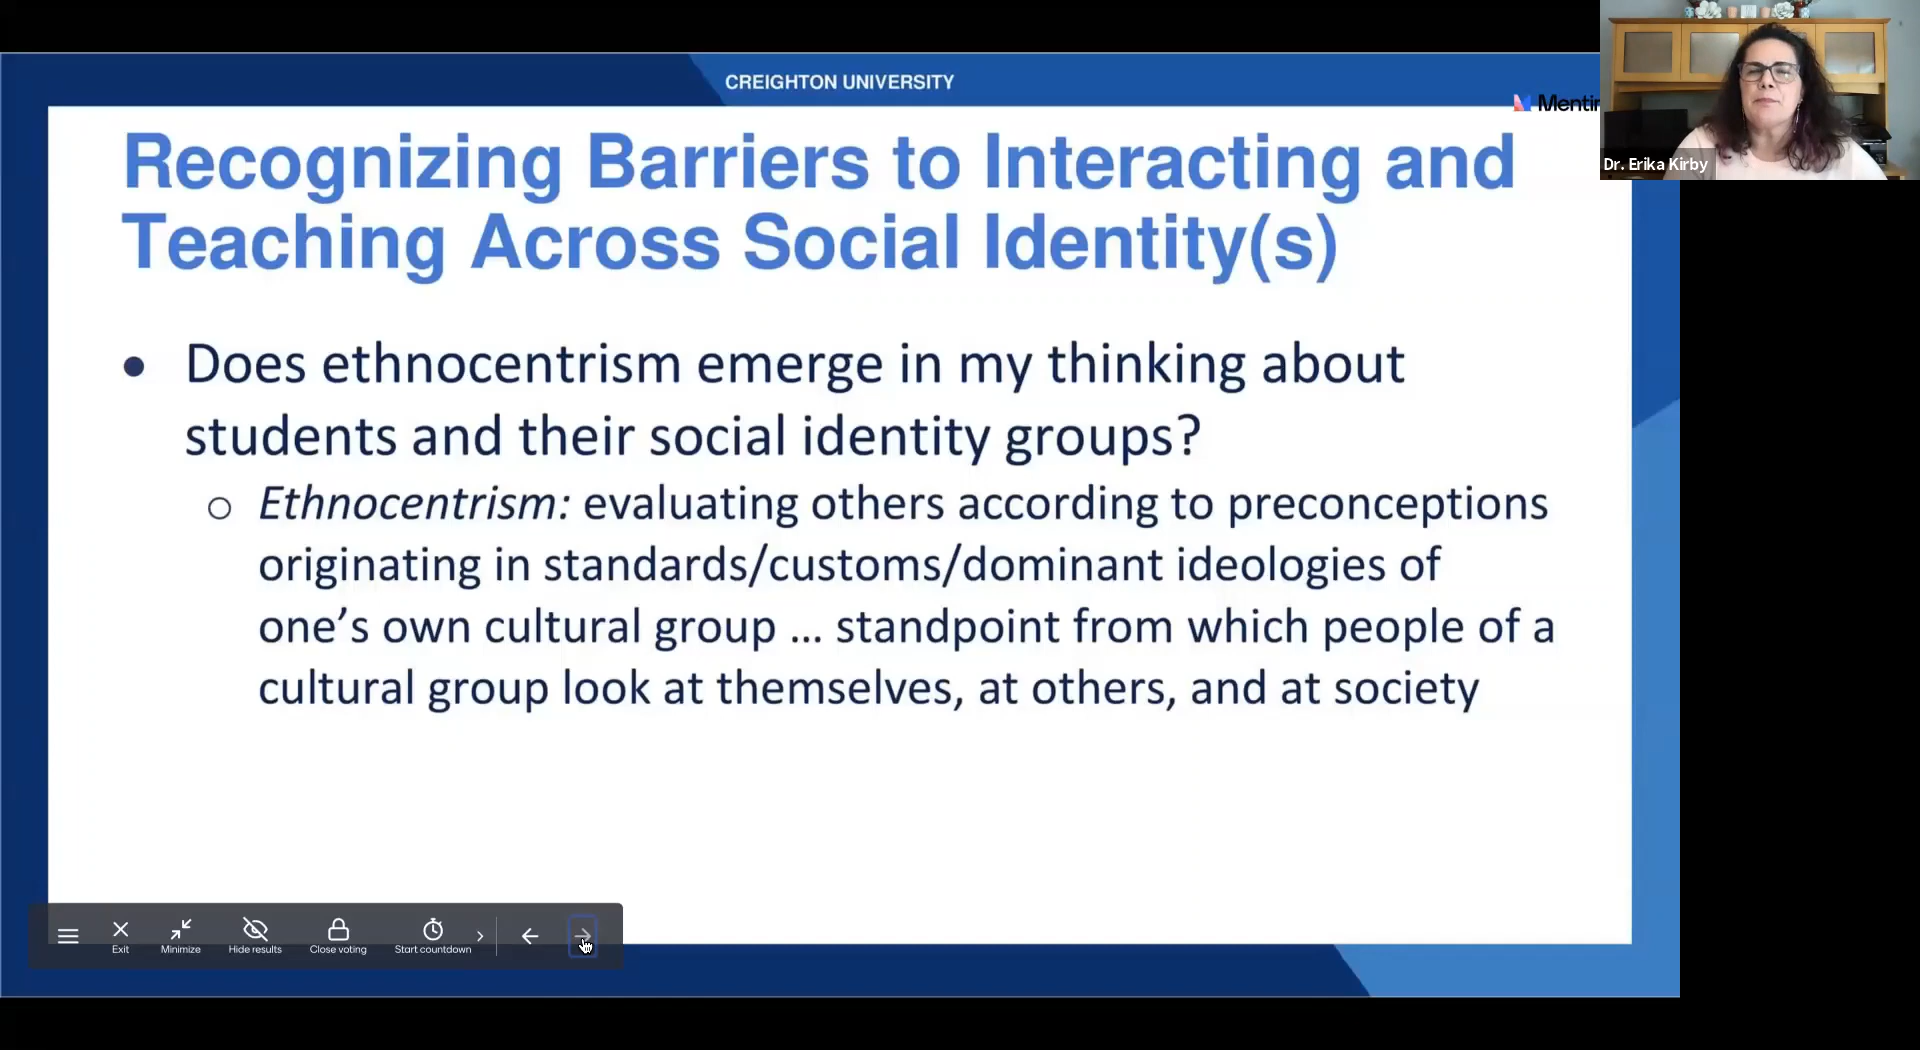 CREIGHTON UNIVERSITY
Recognizing Barriers to Interacting and
Teaching Across Social Identity(s)
• Does ethnocentrism emerge in my thinking about
students and their social identity groups?
○ Ethnocentrism: evaluating others according to preconceptions
originating in standards/customs/dominant ideologies of
one’s own cultural group ... standpoint from which people of a
cultural group look at themselves, at others, and at society
Dr. Erika Kirby
Exit
Minimize
Hide results
Close voting
Start countdown